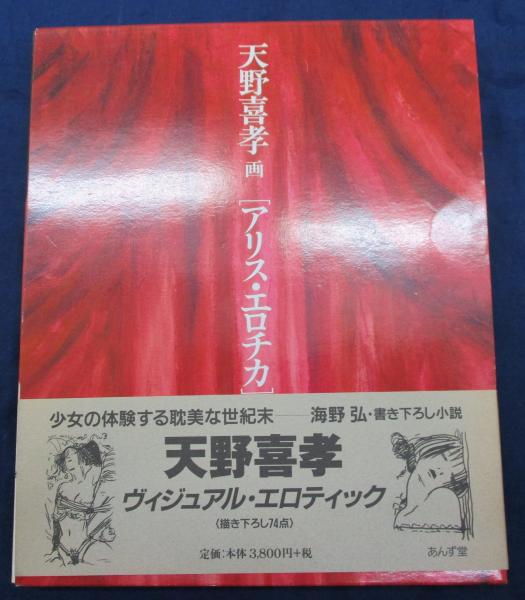 天野喜孝 画 [アリス・エロチカ]
少女の体験する耽美な世紀末──海野 弘・書き下ろし小説
天野喜孝
ヴィジュアル・エロティック
〈描き下ろし74点〉
定価:本体3,800円+税
あんず堂